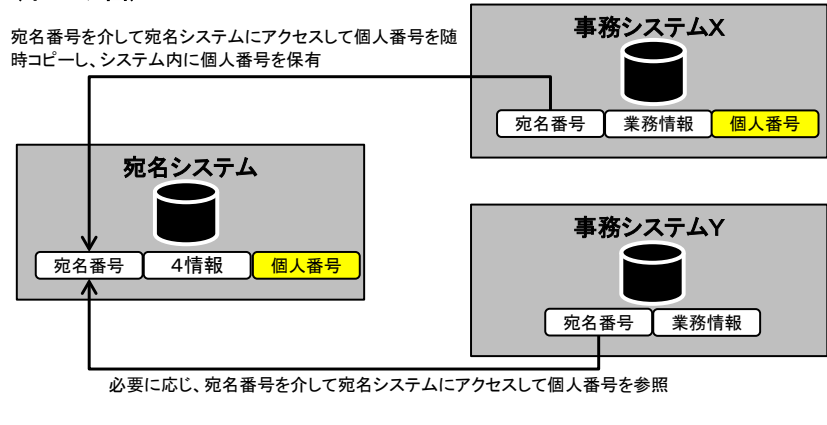 宛名番号を介して宛名システムにアクセスして個人番号を随
時コピーし、システム内に個人番号を保有
事務システムX
宛名番号 業務情報 個人番号
宛名システム
宛名番号 4情報 個人番号
事務システムY
宛名番号 業務情報
必要に応じ、宛名番号を介して宛名システムにアクセスして個人番号を参照